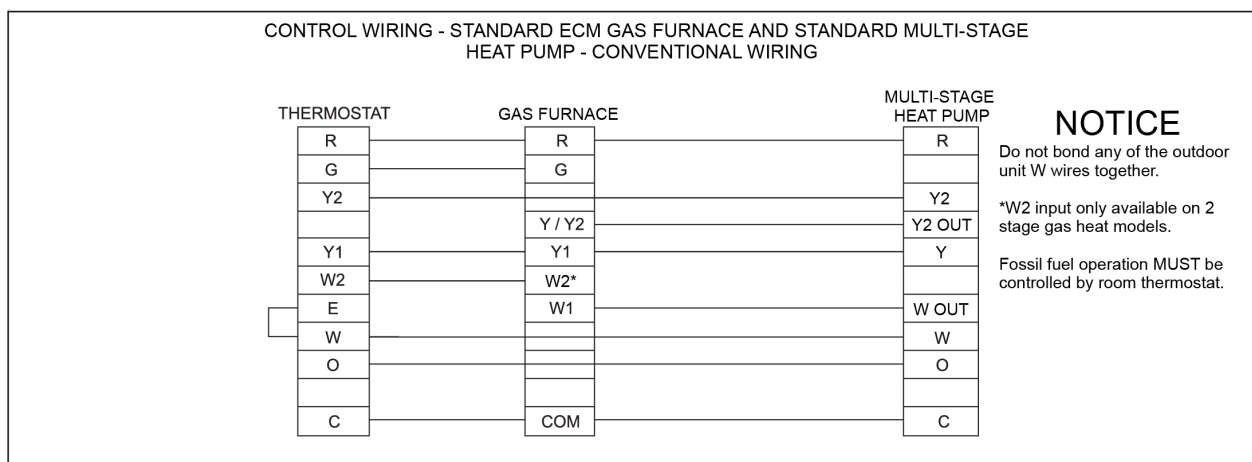 CONTROL WIRING - STANDARD ECM GAS FURNACE AND STANDARD MULTI-STAGE
HEAT PUMP - CONVENTIONAL WIRING
THERMOSTAT
R
G
Y2
Y1
W2
E
W
O
C
GAS FURNACE
R
G
Y / Y2
Y1
W2*
W1
COM
MULTI-STAGE
HEAT PUMP
R
Y2
Y2 OUT
Y
W OUT
W
O
C
NOTICE
Do not bond any of the outdoor
unit W wires together.
*W2 input only available on 2
stage gas heat models.
Fossil fuel operation MUST be
controlled by room thermostat.